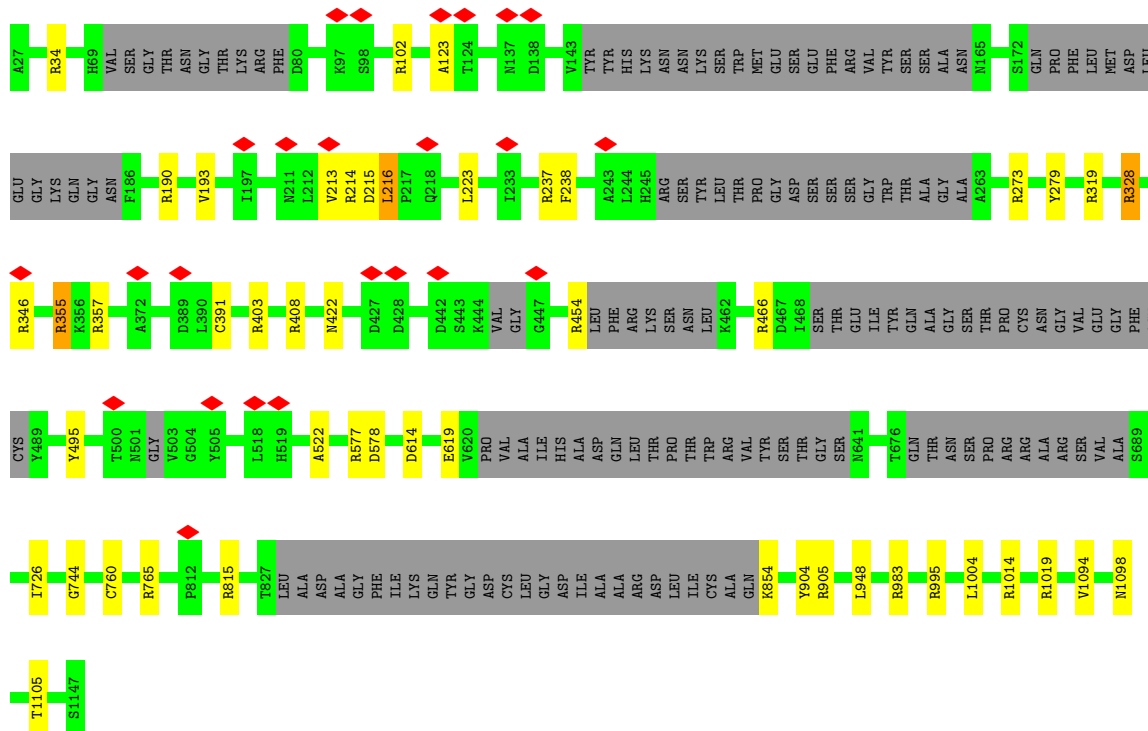 A27 R34 H69 VAL SER GLY THR ASN GLY THR LYS ARG PHE D80 K97 S98 R102 A123 T124 N137 D138 V143 TYR TYR HIS LYS ASN ASN LYS SER TRP MET GLU SER GLU PHE ARG VAL TYR SER SER ALA ASN N165 S172 GLN PRO PHE LEU MET ASP LEU
GLU GLY LYS GLN GLY ASN F186 R190 V193 I197 N211 L212 V213 R214 D215 L216 P217 Q218 L223 I233 R237 F238 A243 L244 H245 ARG SER TYR LEU THR PRO GLY ASP SER SER SER GLY TRP THR ALA GLY ALA A263 R273 Y279 R319 R328
R346 R355 K356 R357 A372 D389 L390 C391 R403 R408 N422 D427 D428 D442 S443 K444 VAL GLY G447 R454 LEU PHE ARG LYS SER ASN LEU K462 R466 D467 I468 SER THR GLU ILE TYR GLN ALA GLY SER THR PRO CYS ASN GLY VAL GLU GLY PHE
CYS Y489 Y495 T500 N501 GLY V503 G504 Y505 L518 H519 A522 R577 D578 D614 E619 V620 PRO VAL ALA ILE HIS ALA ASP GLN LEU THR PRO THR TRP ARG VAL TYR SER THR GLY SER N641 T676 GLN THR ASN SER PRO ARG ARG ALA ARG SER VAL ALA S689
I726 G744 C760 R765 P812 R815 T827 LEU ALA ASP ALA GLY PHE ILE LYS GLN TYR GLY ASP CYS LEU GLY ASP ILE ALA ALA ARG ASP LEU ILE CYS ALA GLN K854 Y904 R905 L948 R983 R995 L1004 R1014 R1019 V1094 N1098
T1105 S1147